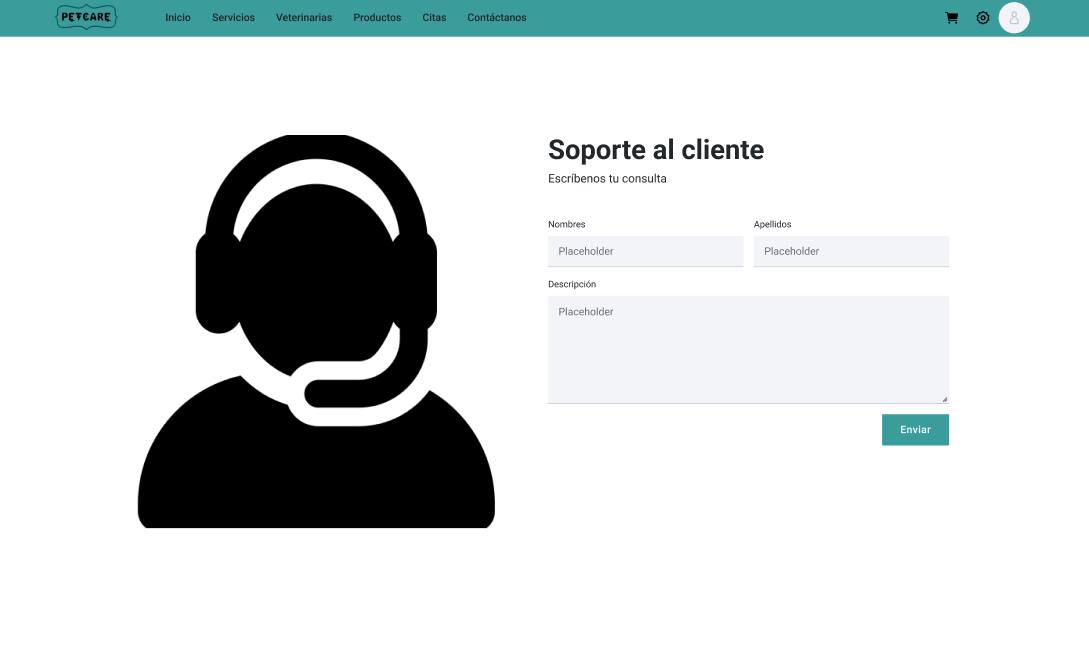 PETCARE
Inicio Servicios Veterinarias Productos Citas Contáctanos
Soporte al cliente
Escríbenos tu consulta
Nombres Apellidos
Placeholder Placeholder
Descripción
Placeholder
Enviar